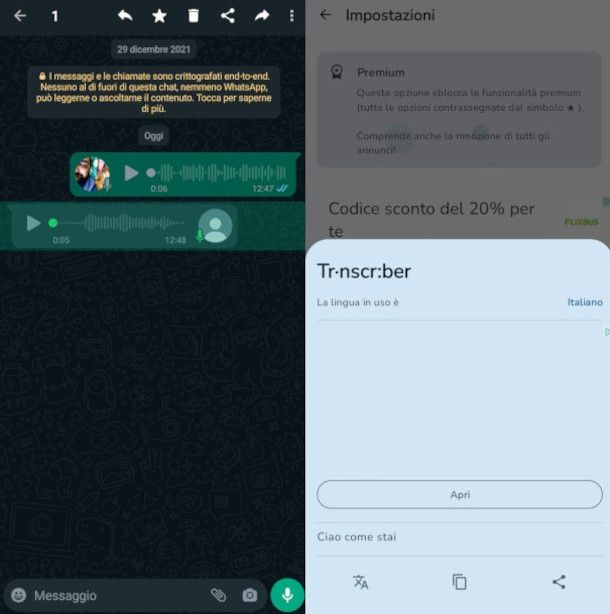 1
29 dicembre 2021
I messaggi e le chiamate sono crittografati end-to-end.
Nessuno al di fuori di questa chat, nemmeno WhatsApp,
può leggerne o ascoltarne il contenuto. Tocca per saperne
di più.
Oggi
0:06
12:47
0:05
12:48
Messaggio
Impostazioni
Premium
Questa opzione sblocca le funzionalità premium
(tutte le opzioni contrassegnate dal simbolo ★ ).
Comprende anche la rimozione di tutti gli
annunci!
Codice sconto del 20% per
te
FLIXBUS
Tr·nscr:ber
La lingua in uso è
Italiano
Apri
Ciao come stai